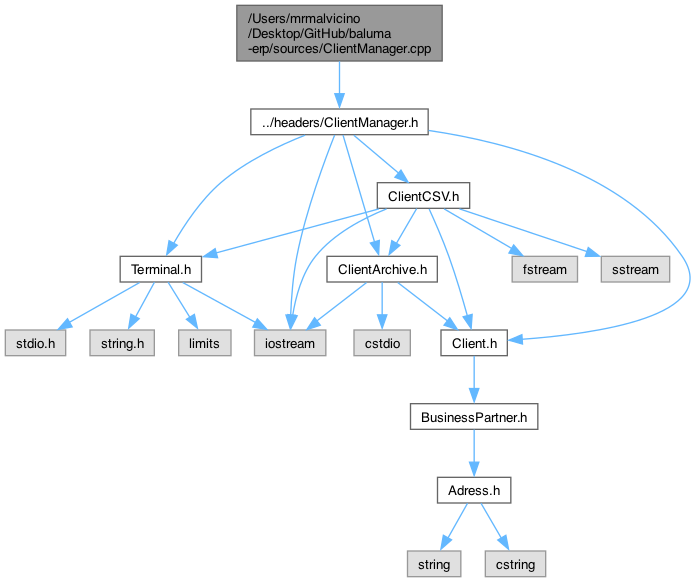 /Users/mrmalvicino
/Desktop/GitHub/baluma
-erp/sources/ClientManager.cpp
../headers/ClientManager.h
ClientCSV.h
Terminal.h
ClientArchive.h
fstream
sstream
stdio.h
string.h
limits
iostream
cstdio
Client.h
BusinessPartner.h
Adress.h
string
cstring